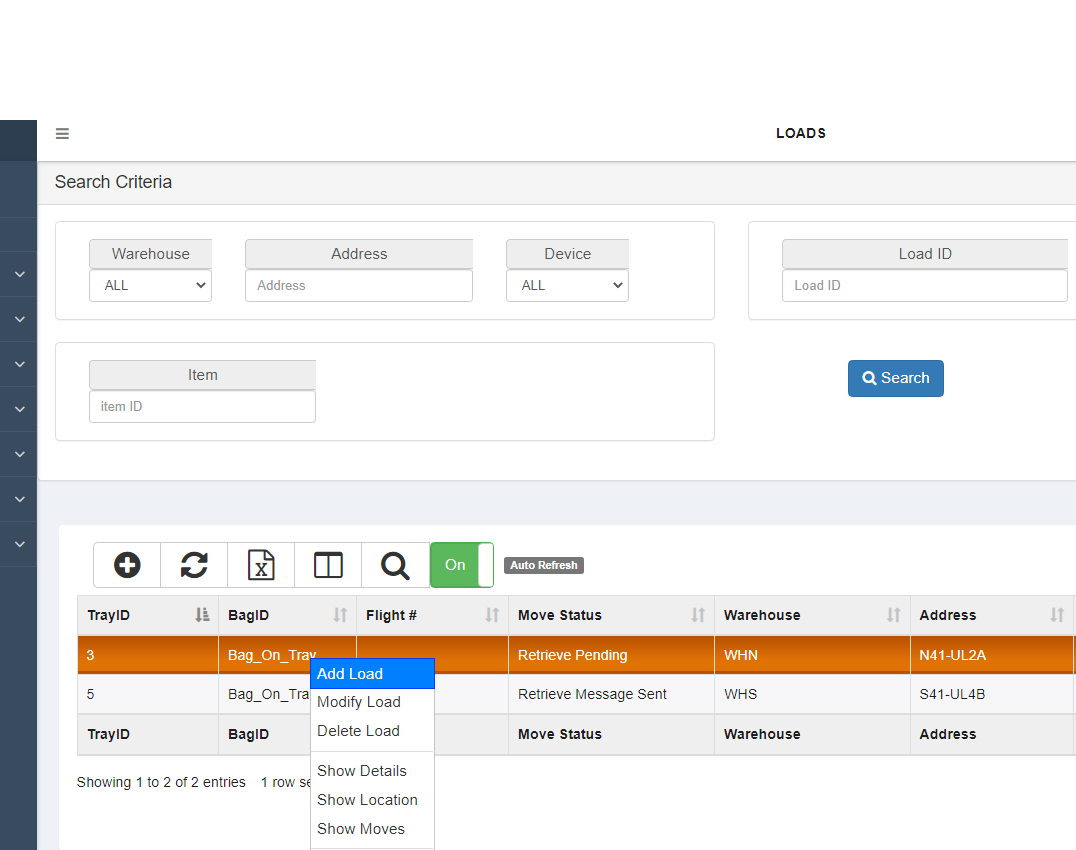 LOADS
Search Criteria
Warehouse Address Device Load ID
ALL Address ALL Load ID
Item
item ID
Search
On Auto Refresh
TrayID BagID Flight # Move Status Warehouse Address
3 Bag_On_Tray Retrieve Pending WHN N41-UL2A
Add Load
5 Bag_On_Tra Retrieve Message Sent WHS S41-UL4B
Modify Load
Delete Load
TrayID BagID Move Status Warehouse Address
Show Details
Showing 1 to 2 of 2 entries 1 row se
Show Location
Show Moves